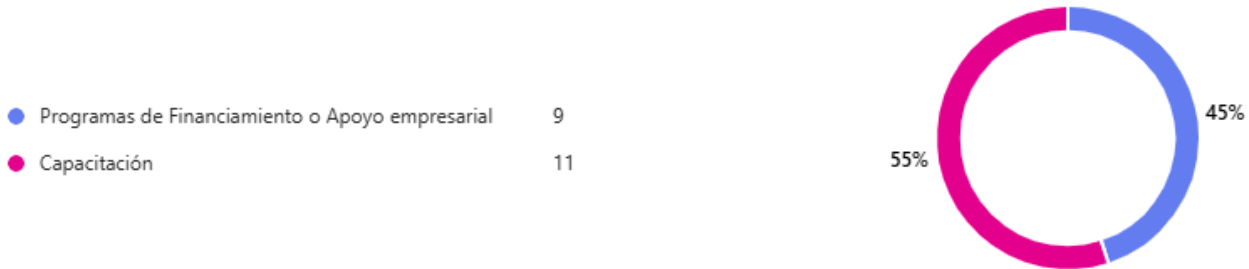 Programas de Financiamiento o Apoyo empresarial 9
Capacitación 11
45%
55%